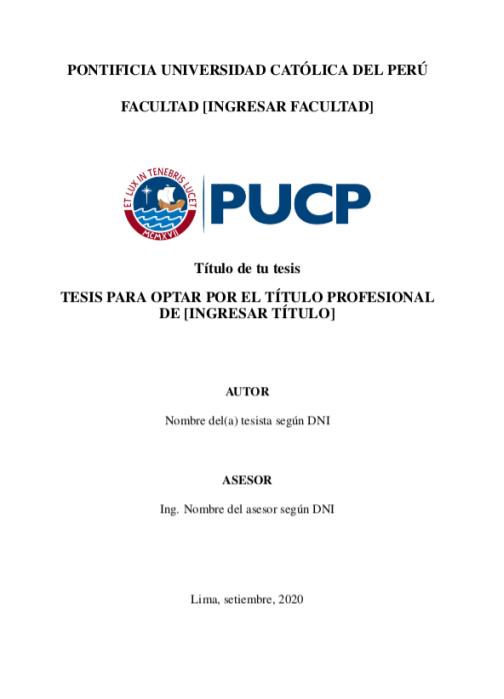 PONTIFICIA UNIVERSIDAD CATÓLICA DEL PERÚ
FACULTAD [INGRESAR FACULTAD]
ET LUX IN TENEBRIS LUCET
MCMXVII
PUCP
Título de tu tesis
TESIS PARA OPTAR POR EL TÍTULO PROFESIONAL
DE [INGRESAR TÍTULO]
AUTOR
Nombre del(a) tesista según DNI
ASESOR
Ing. Nombre del asesor según DNI
Lima, setiembre, 2020